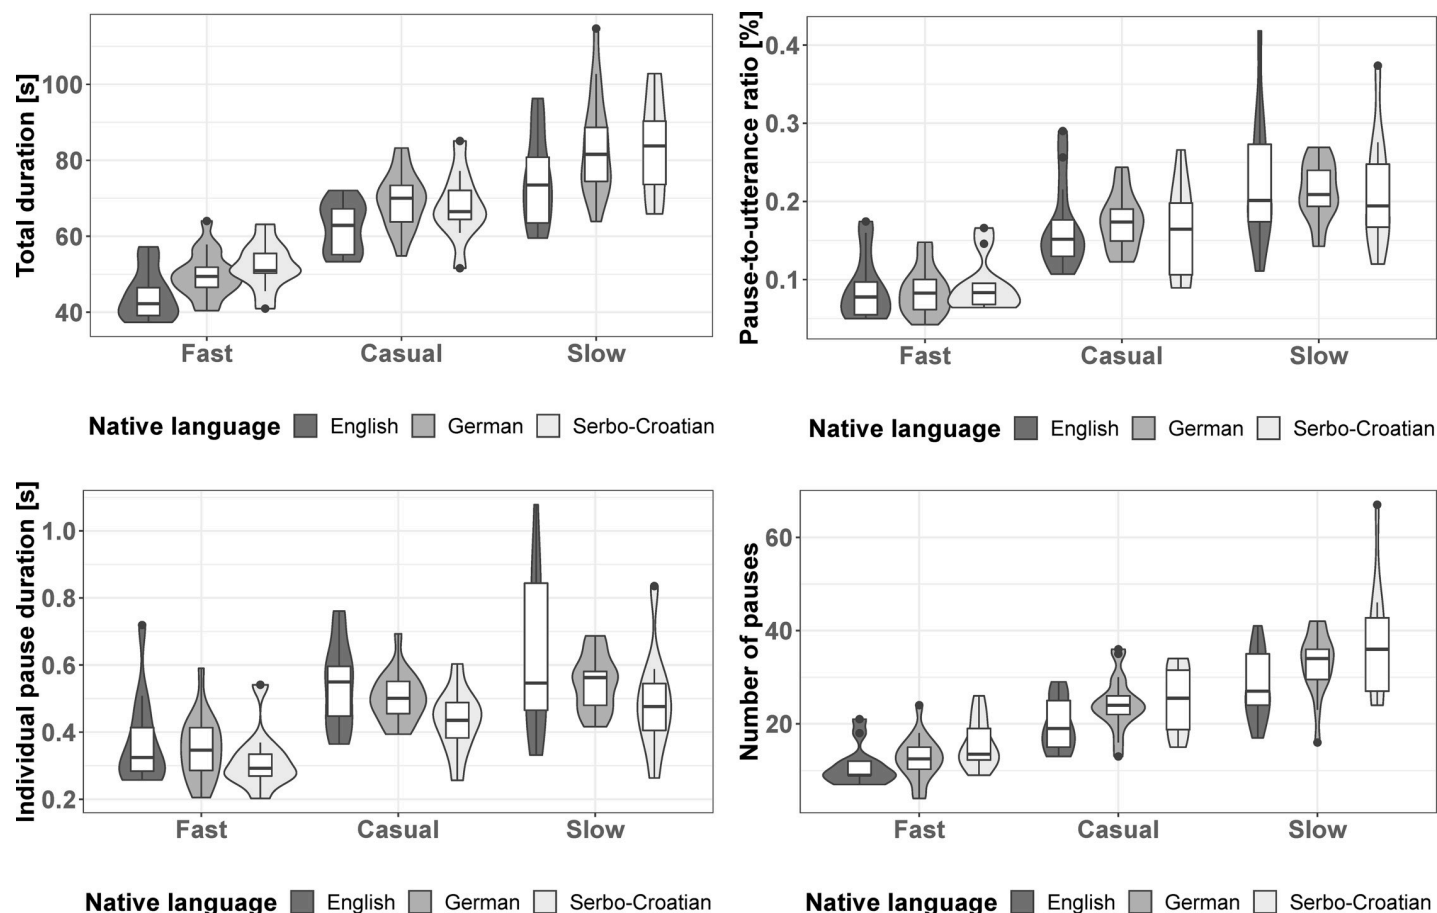 Total duration [s]
100
80
60
40
Fast Casual Slow
Native language English German Serbo-Croatian
Pause-to-utterance ratio [%]
0.4
0.3
0.2
0.1
Fast Casual Slow
Native language English German Serbo-Croatian
Individual pause duration [s]
1.0
0.8
0.6
0.4
0.2
Fast Casual Slow
Native language English German Serbo-Croatian
Number of pauses
60
40
20
Fast Casual Slow
Native language English German Serbo-Croatian